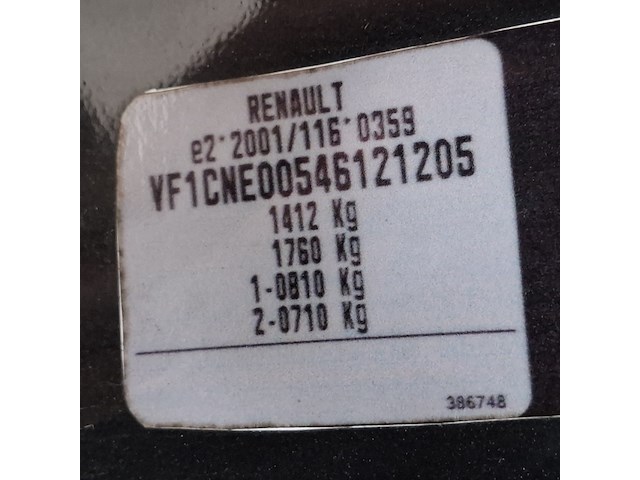 RENAULT
e2*2001/116*0359
VF1CNE00546121205
1412 Kg
1760 Kg
1-0810 Kg
2-0710 Kg
386748